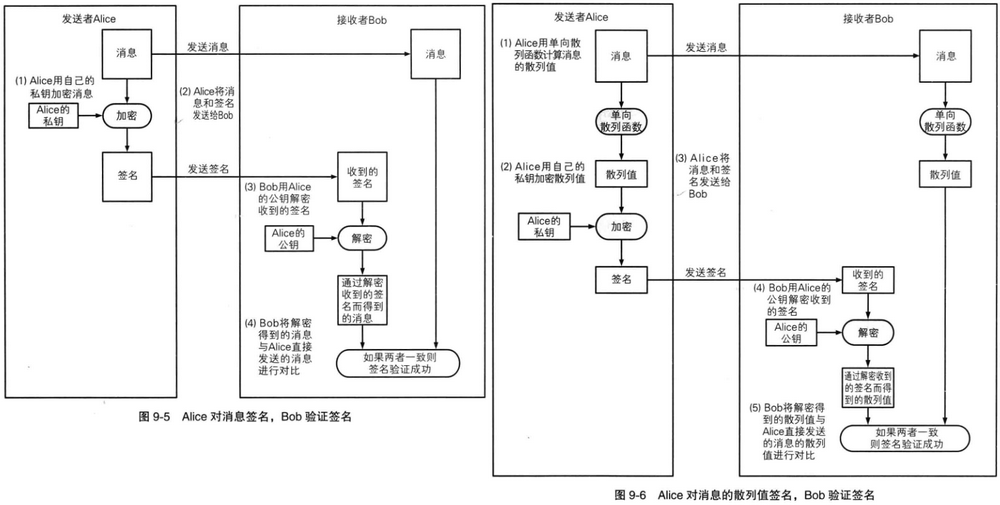 发送者Alice
接收者Bob
消息
发送消息
消息
(1) Alice用自己的
私钥加密消息
(2) Alice将消
息和签名
发送给Bob
Alice的
私钥
加密
签名
发送签名
收到的
签名
(3) Bob用Alice
的公钥解密
收到的签名
Alice的
公钥
解密
通过解密
收到的签
名而得到
的消息
(4) Bob将解密
得到的消息
与Alice直接
发送的消息
进行对比
如果两者一致则
签名验证成功
图 9-5 Alice 对消息签名，Bob 验证签名
发送者Alice
接收者Bob
(1) Alice用单向散
列函数计算消息
的散列值
消息
发送消息
消息
单向
散列函数
单向
散列函数
(2) Alice用自己的
私钥加密散列值
散列值
(3) Alice将
消息和签
名发送给
Bob
散列值
Alice的
私钥
加密
签名
发送签名
收到的
签名
(4) Bob用Alice的
公钥解密收到
的签名
Alice的
公钥
解密
通过解密收到
的签名而得
到的散列值
(5) Bob将解密得
到的散列值与
Alice直接发送
的消息的散列
值进行对比
如果两者一致
则签名验证成功
图 9-6 Alice 对消息的散列值签名，Bob 验证签名